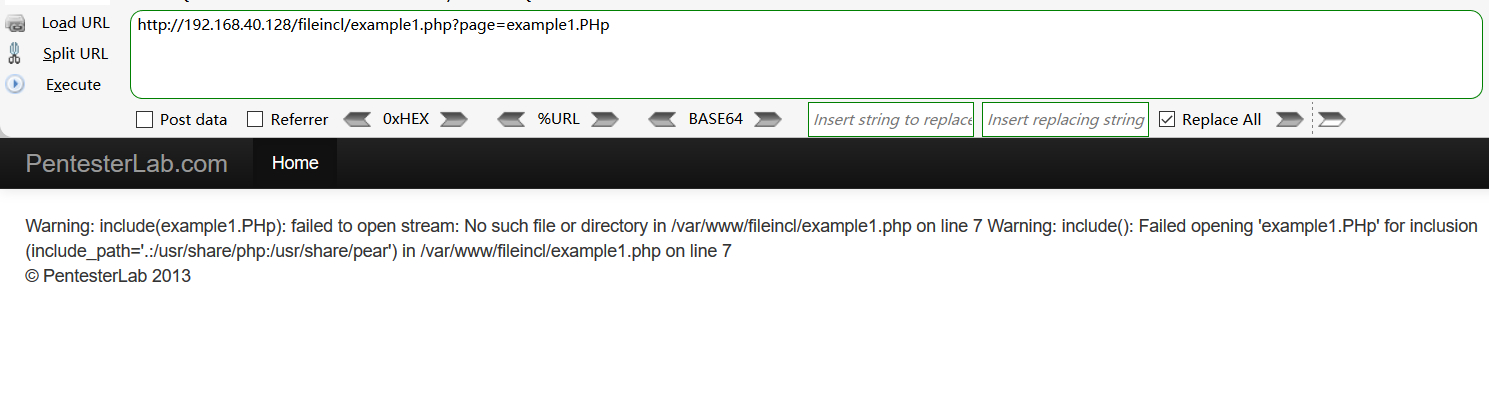 Load URL
http://192.168.40.128/fileincl/example1.php?page=example1.PHp
Split URL
Execute
Post data Referrer 0xHEX %URL BASE64 Insert string to replace Insert replacing string Replace All
PentesterLab.com Home
Warning: include(example1.PHp): failed to open stream: No such file or directory in /var/www/fileincl/example1.php on line 7 Warning: include(): Failed opening 'example1.PHp' for inclusion
(include_path='.:/usr/share/php:/usr/share/pear') in /var/www/fileincl/example1.php on line 7
© PentesterLab 2013